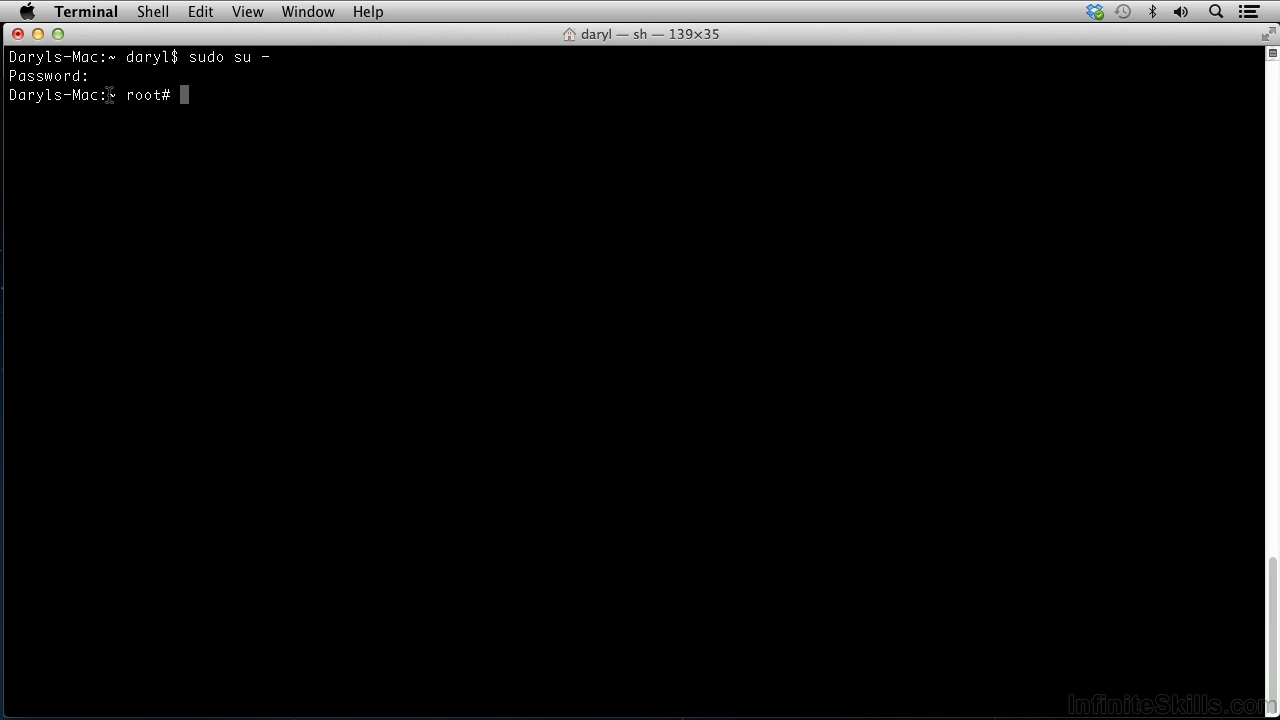 Terminal Shell Edit View Window Help
daryl — sh — 139×35
Daryls-Mac:~ daryl$ sudo su -
Password:
Daryls-Mac:~ root#
InfiniteSkills.com